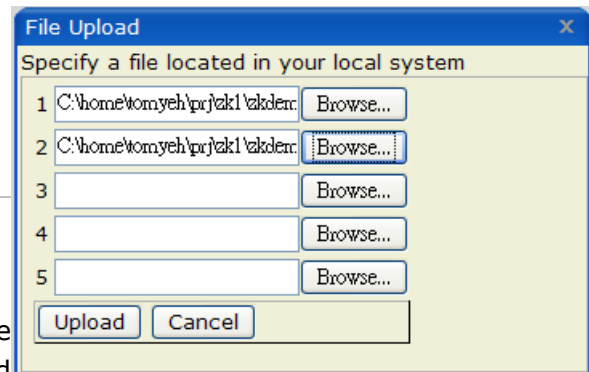 File Upload x
Specify a file located in your local system
1 C:\home\tomyeh\prj\zk1\zkdem Browse...
2 C:\home\tomyeh\prj\zk1\zkdem Browse...
3 Browse...
4 Browse...
5 Browse...
Upload Cancel
e
d